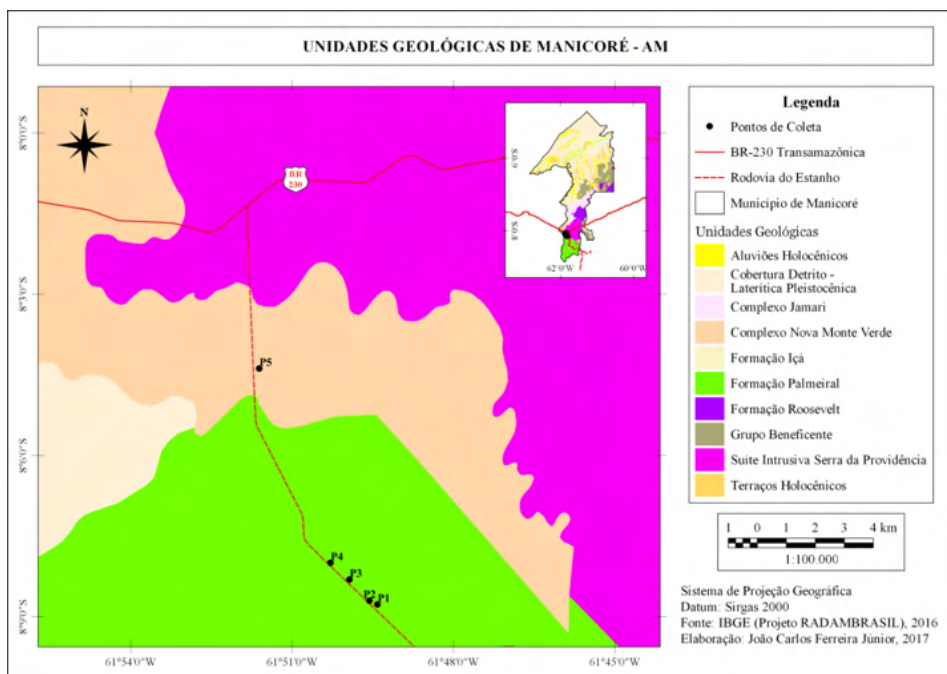 UNIDADES GEOLÓGICAS DE MANICORÉ - AM
N
BR
230
P5
P4
P3
P2
P1
8°0'0"S
8°3'0"S
8°6'0"S
8°9'0"S
61°54'0"W
61°51'0"W
61°48'0"W
61°45'0"W
6°0'S
8°0'S
62°0'W
60°0'W
Legenda
Pontos de Coleta
BR-230 Transamazônica
Rodovia do Estanho
Município de Manicoré
Unidades Geológicas
Aluviões Holocênicos
Cobertura Detrito -
Laterítica Pleistocênica
Complexo Jamari
Complexo Nova Monte Verde
Formação Içá
Formação Palmeiral
Formação Roosevelt
Grupo Beneficente
Suite Intrusiva Serra da Providência
Terraços Holocênicos
1 0 1 2 3 4 km
1:100.000
Sistema de Projeção Geográfica
Datum: Sirgas 2000
Fonte: IBGE (Projeto RADAMBRASIL), 2016
Elaboração: João Carlos Ferreira Júnior, 2017